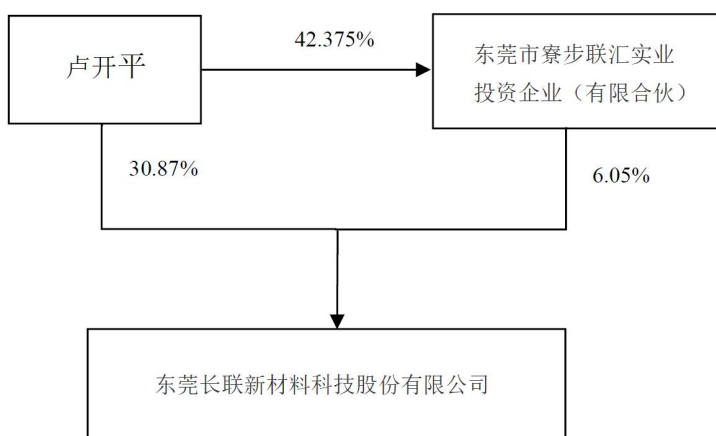 42.375%
卢开平
东莞市寮步联汇实业
投资企业（有限合伙）
30.87%
6.05%
东莞长联新材料科技股份有限公司